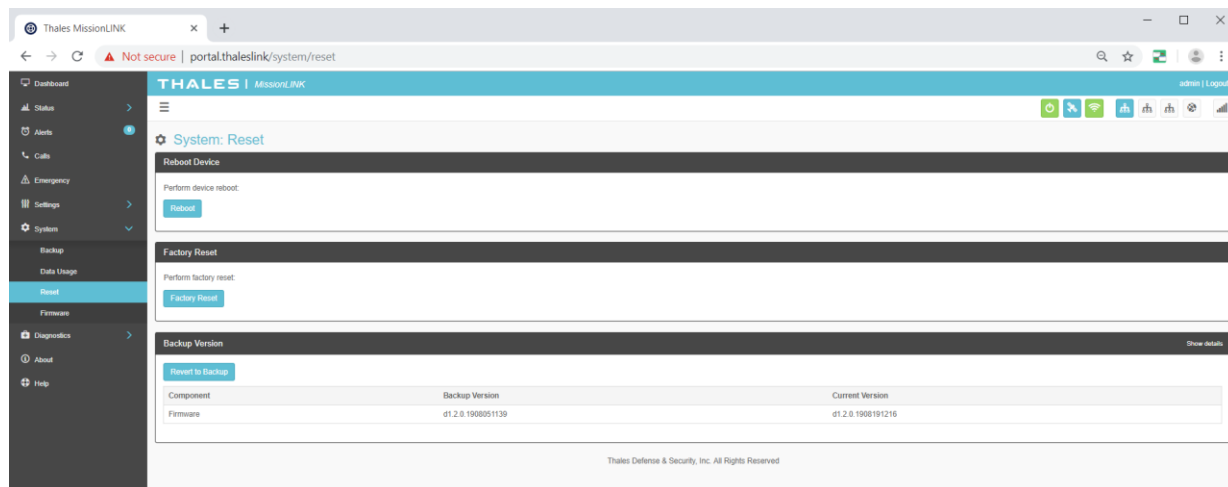 Thales MissionLINK
Not secure | portal.thaleslink/system/reset
THALES | MissionLINK
admin | Logout
Dashboard
Status
Alerts 0
Calls
Emergency
Settings
System
Backup
Data Usage
Reset
Firmware
Diagnostics
About
Help
System: Reset
Reboot Device
Perform device reboot:
Reboot
Factory Reset
Perform factory reset:
Factory Reset
Backup Version Show details
Revert to Backup
Component Backup Version Current Version
Firmware d1.2.0.1908051139 d1.2.0.1908191216
Thales Defense & Security, Inc. All Rights Reserved